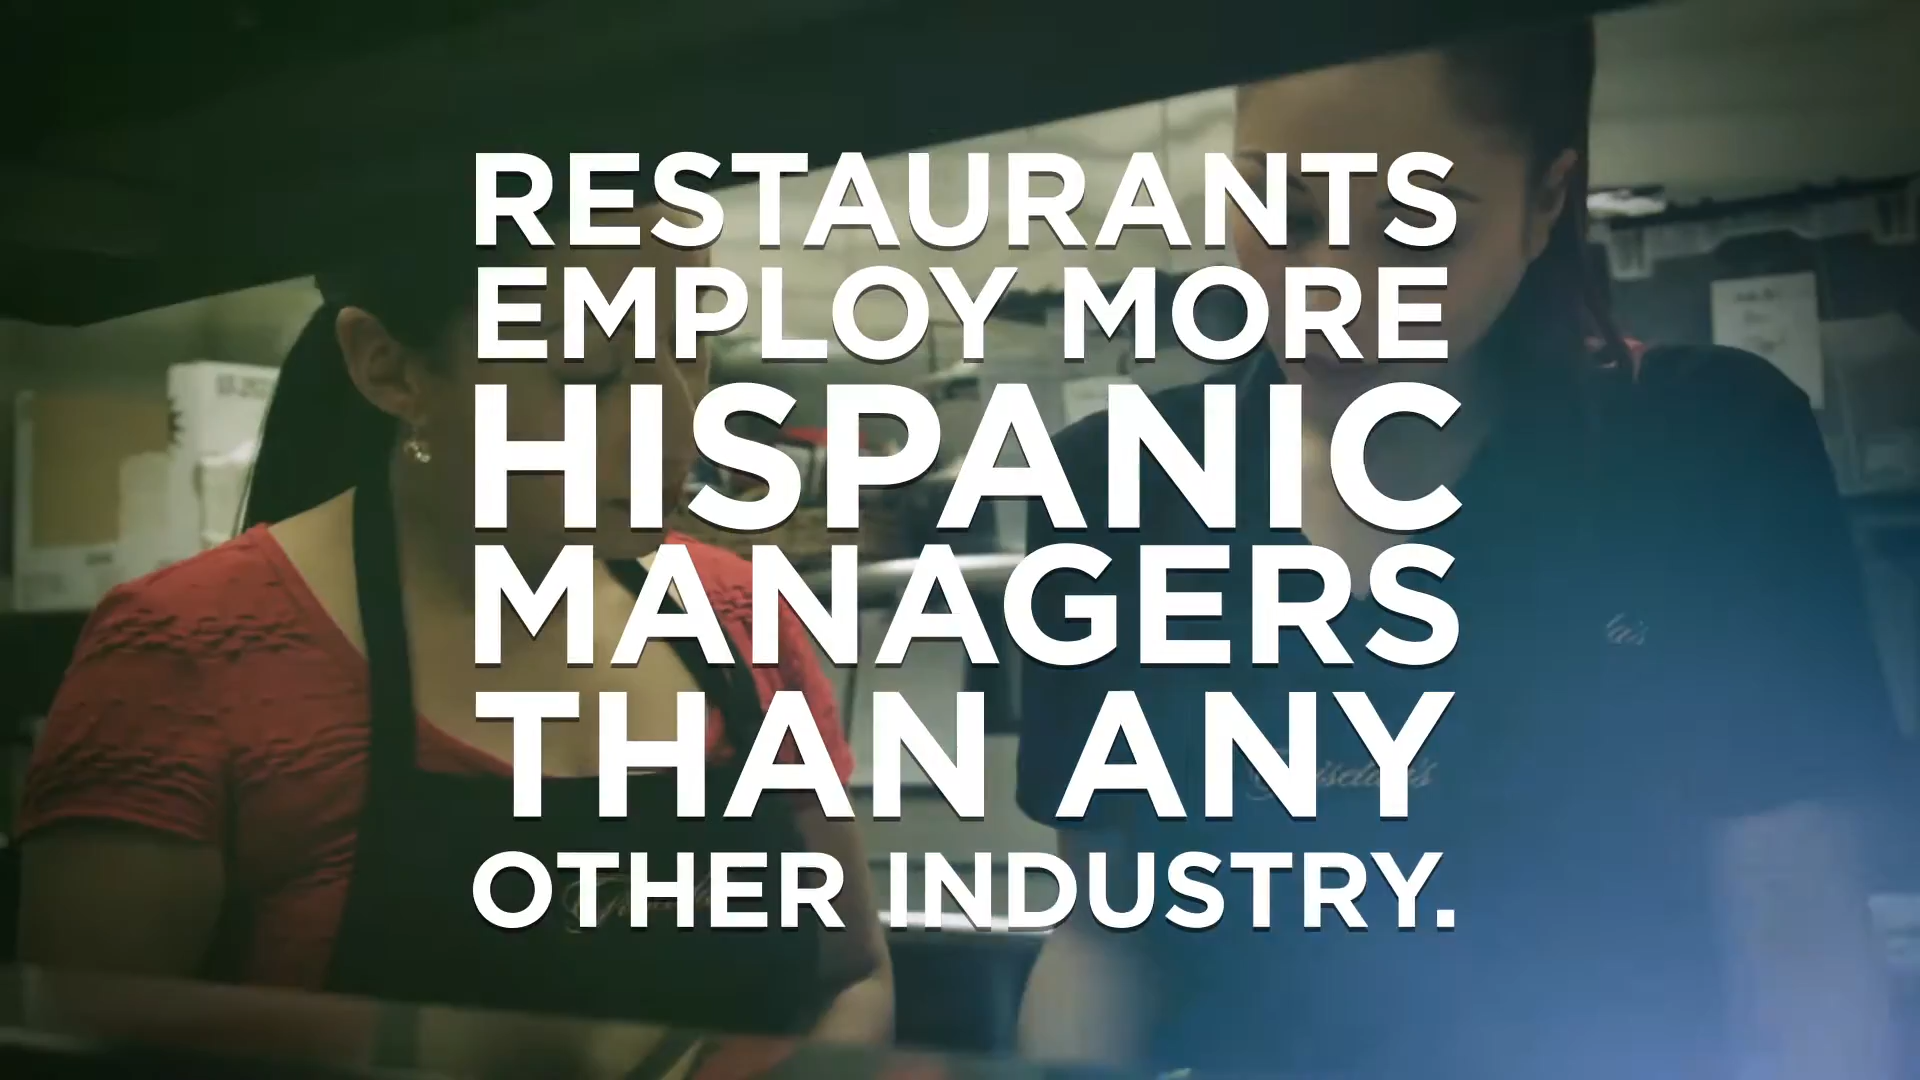 RESTAURANTS
EMPLOY MORE
HISPANIC
MANAGERS
THAN ANY
OTHER INDUSTRY.